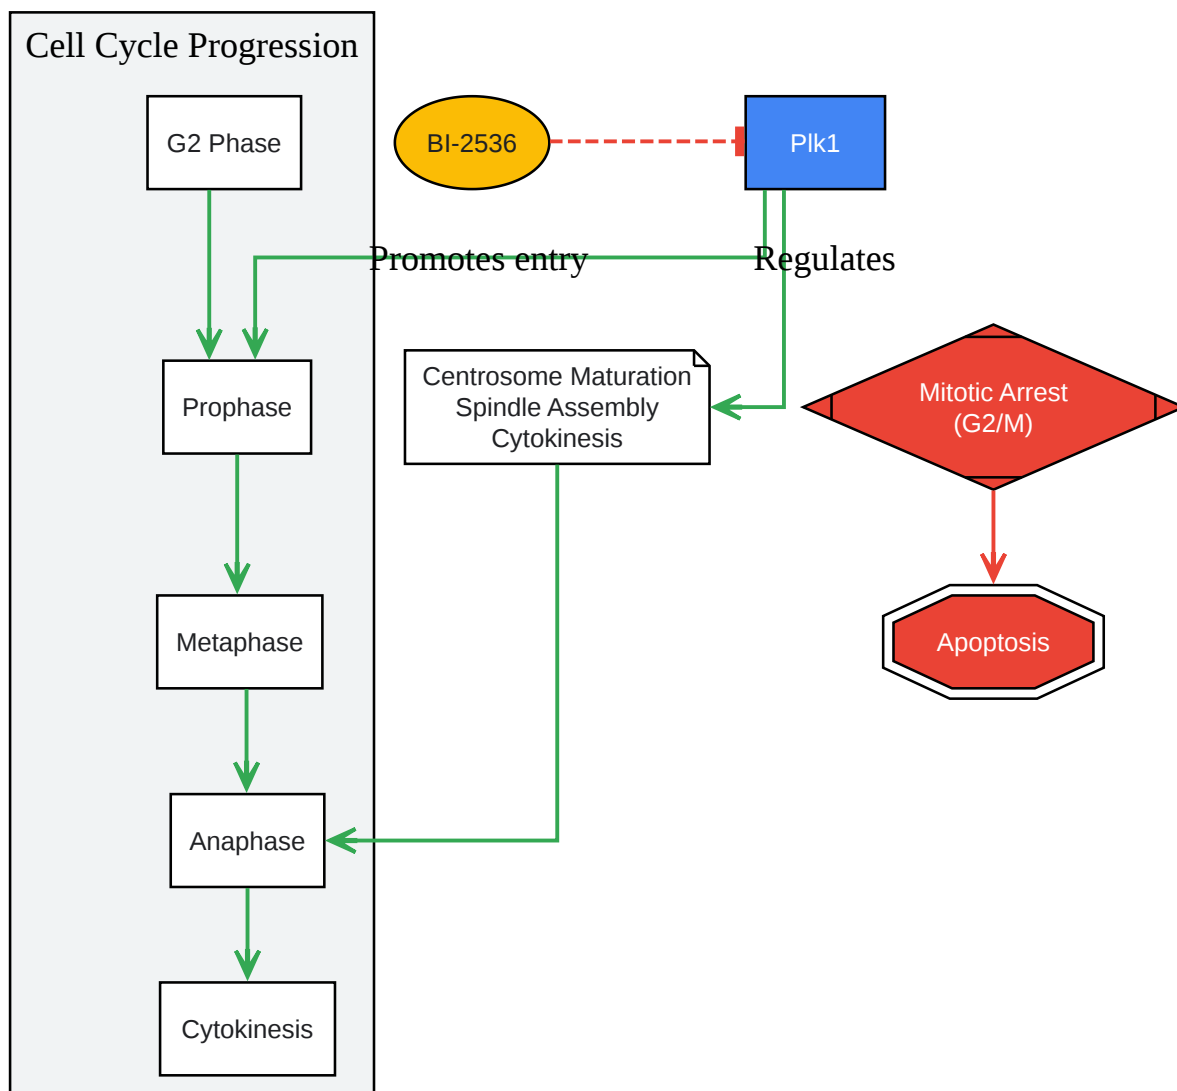 Cell Cycle Progression
G2 Phase
BI-2536
Plk1
Promotes entry
Regulates
Prophase
Centrosome Maturation
Spindle Assembly
Cytokinesis
Mitotic Arrest
(G2/M)
Metaphase
Apoptosis
Anaphase
Cytokinesis